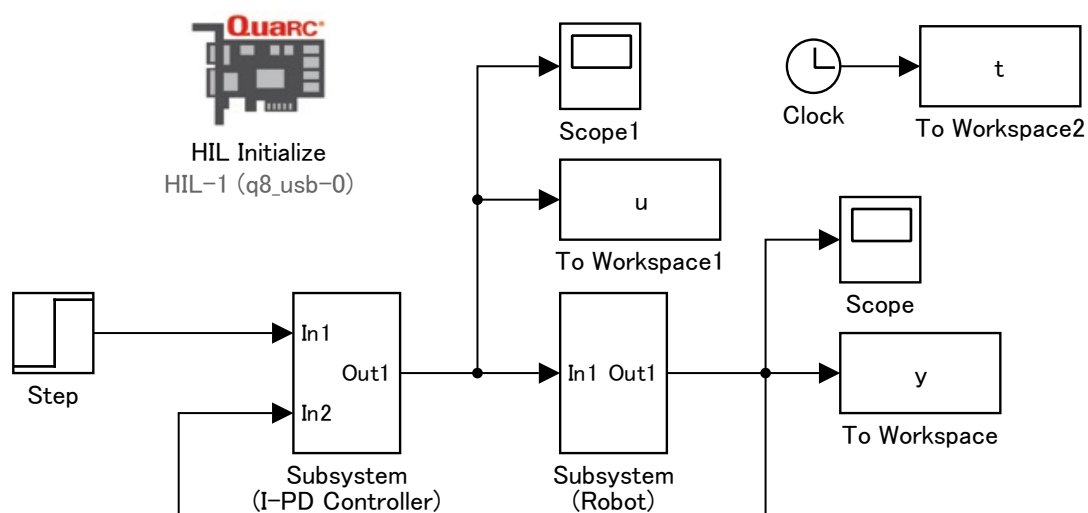 QUARC®
HIL Initialize
HIL-1 (q8_usb-0)
Scope1
u
To Workspace1
Clock
t
To Workspace2
Scope
y
To Workspace
Step
In1
In2
Out1
Subsystem
(I-PD Controller)
In1 Out1
Subsystem
(Robot)